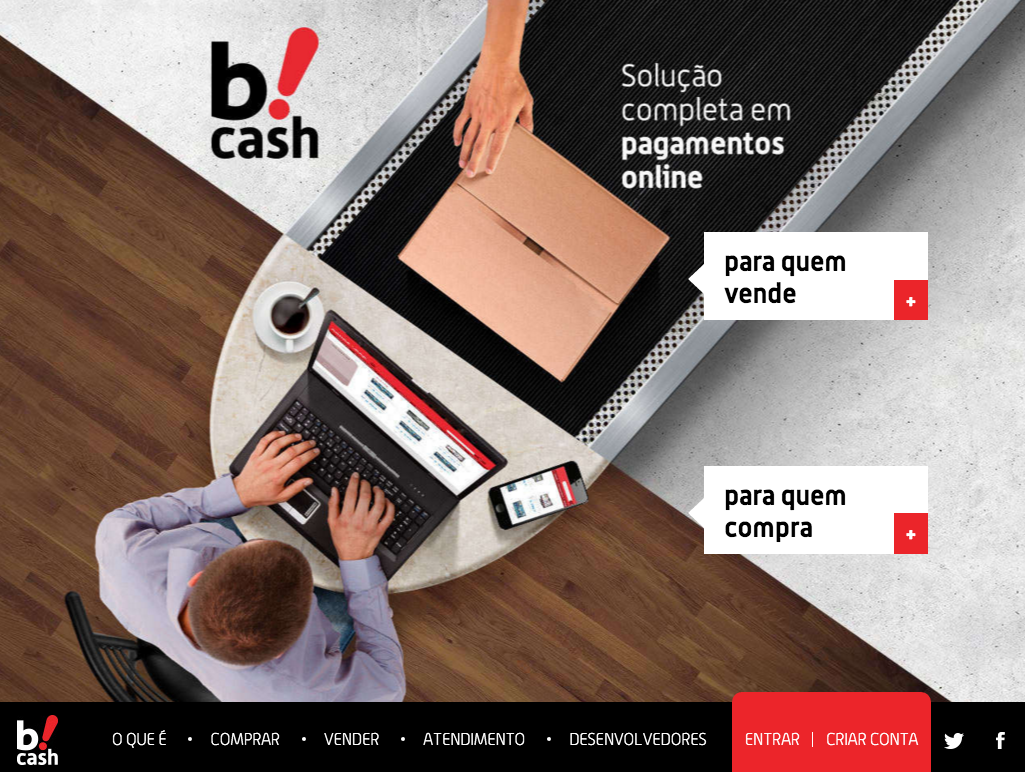 b!
cash
Solução
completa em
pagamentos
online
para quem
vende
+
para quem
compra
+
b!
cash
O QUE É • COMPRAR • VENDER • ATENDIMENTO • DESENVOLVEDORES
ENTRAR | CRIAR CONTA
f